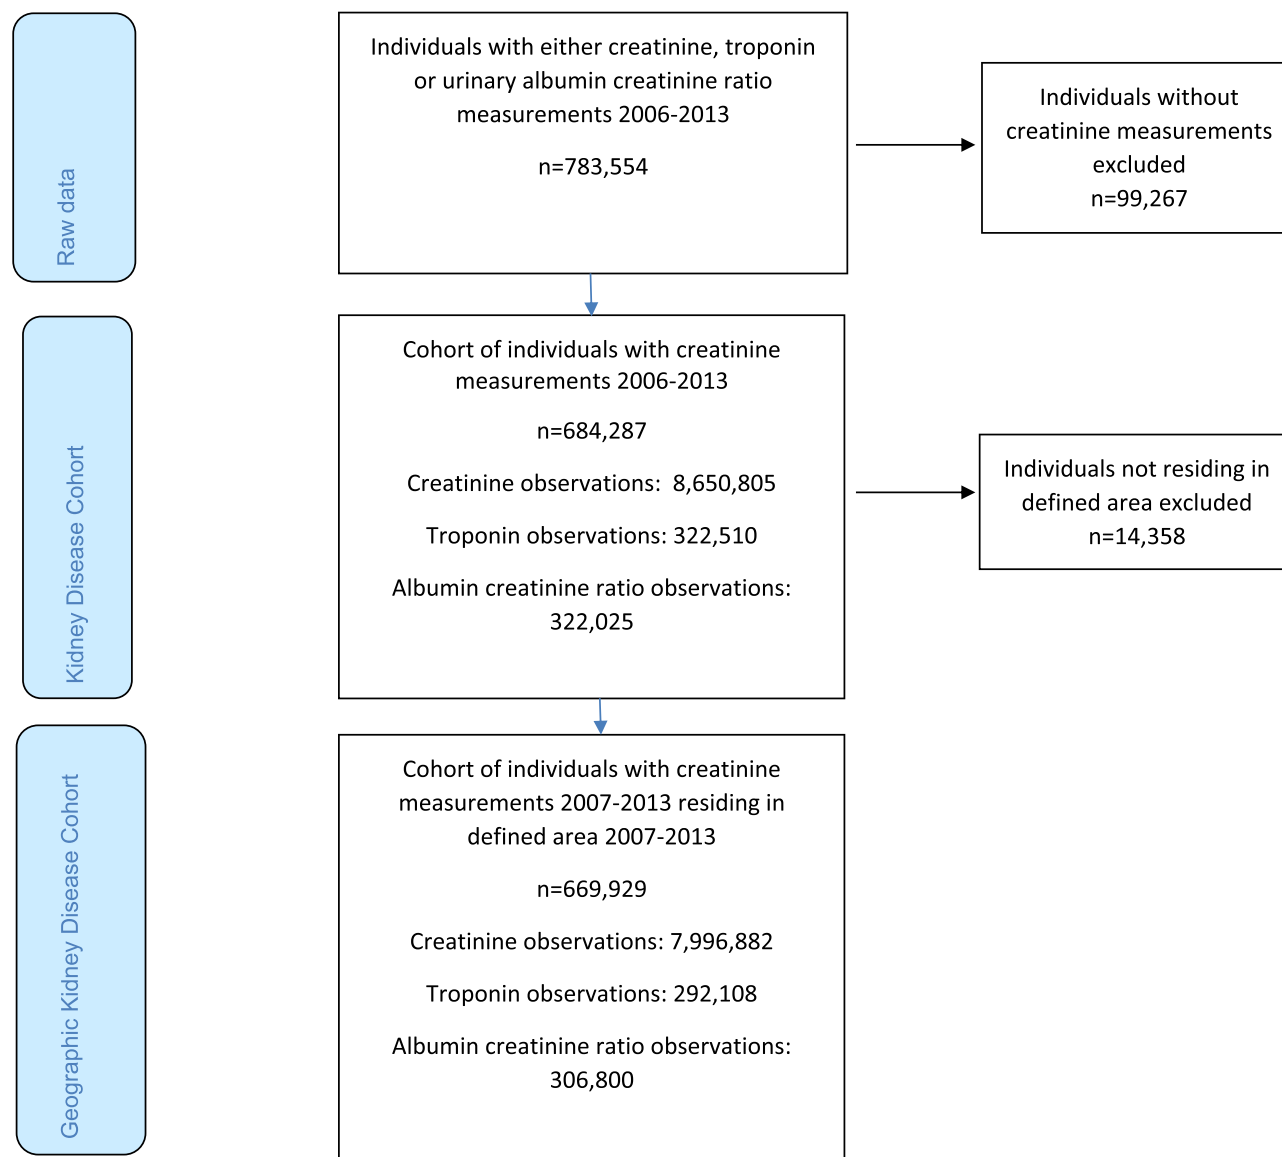 Raw data
Individuals with either creatinine, troponin
or urinary albumin creatinine ratio
measurements 2006-2013
n=783,554
Individuals without
creatinine measurements
excluded
n=99,267
Kidney Disease Cohort
Cohort of individuals with creatinine
measurements 2006-2013
n=684,287
Creatinine observations:  8,650,805
Troponin observations: 322,510
Albumin creatinine ratio observations:
322,025
Individuals not residing in
defined area excluded
n=14,358
Geographic Kidney Disease Cohort
Cohort of individuals with creatinine
measurements 2007-2013 residing in
defined area 2007-2013
n=669,929
Creatinine observations: 7,996,882
Troponin observations: 292,108
Albumin creatinine ratio observations:
306,800